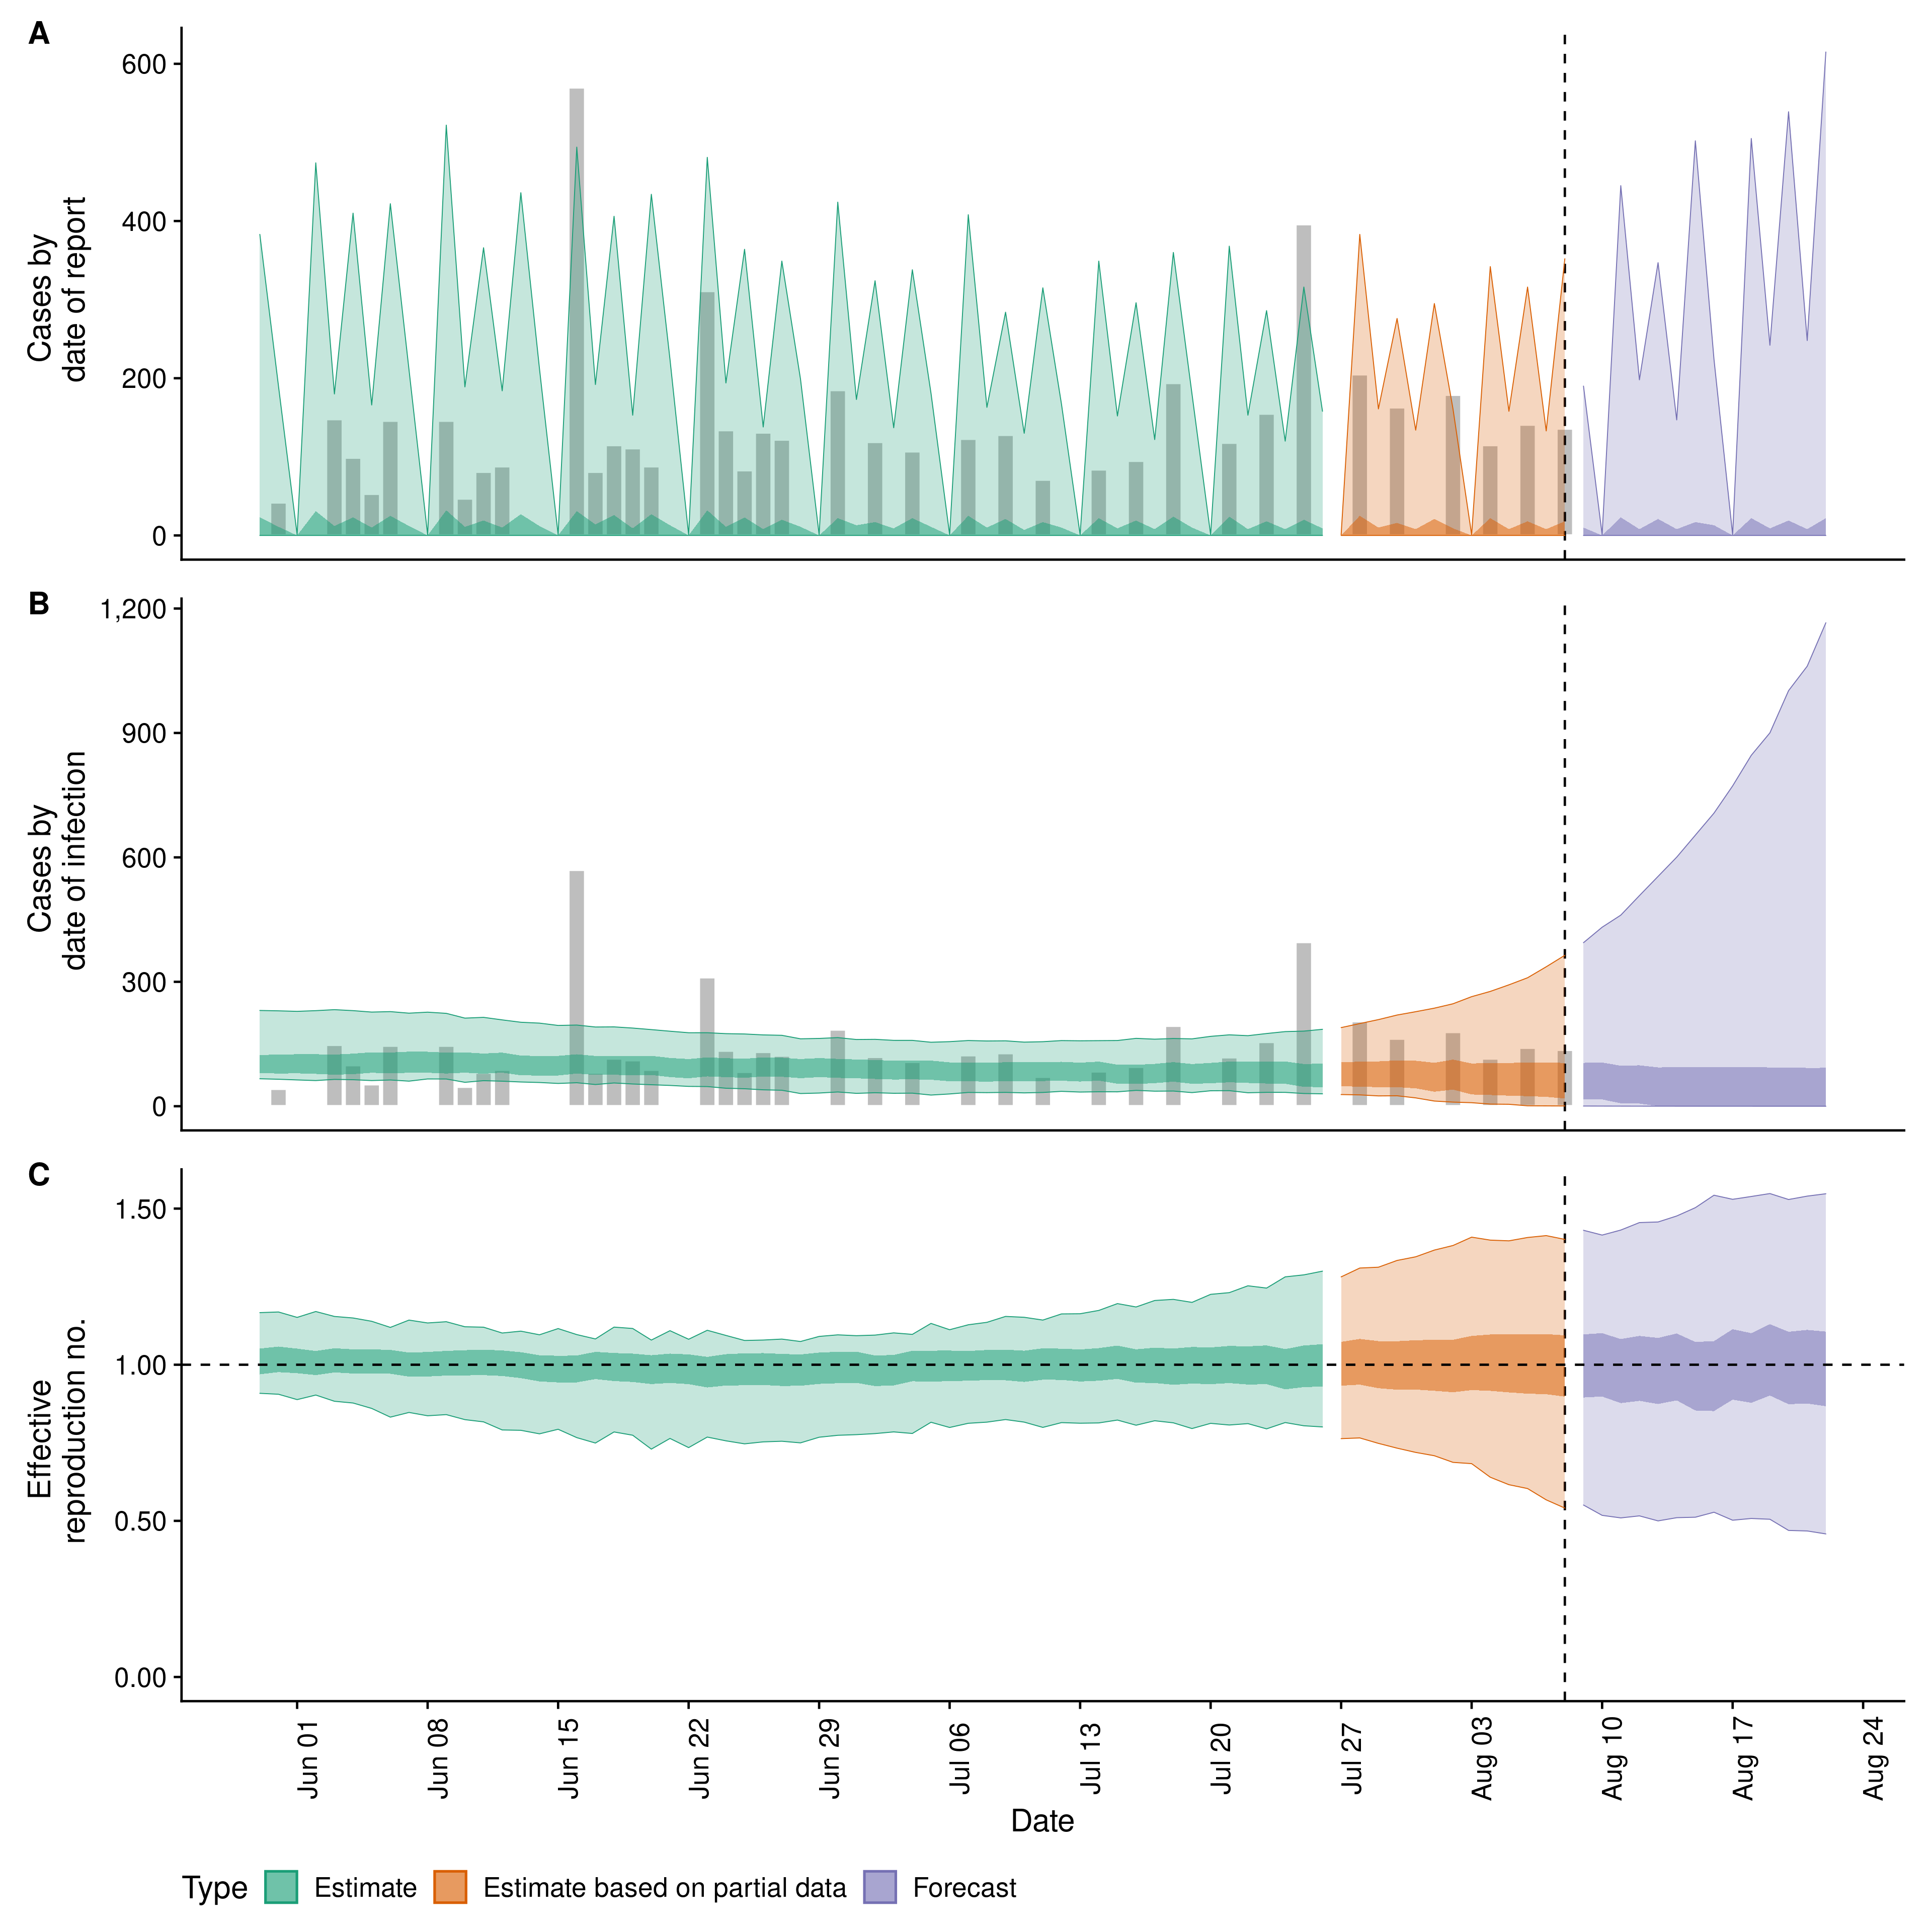 A
Cases by
date of report
600
400
200
0
B
Cases by
date of infection
1,200
900
600
300
0
C
Effective
reproduction no.
1.50
1.00
0.50
0.00
Jun 01
Jun 08
Jun 15
Jun 22
Jun 29
Jul 06
Jul 13
Jul 20
Jul 27
Aug 03
Aug 10
Aug 17
Aug 24
Date
Type
Estimate
Estimate based on partial data
Forecast